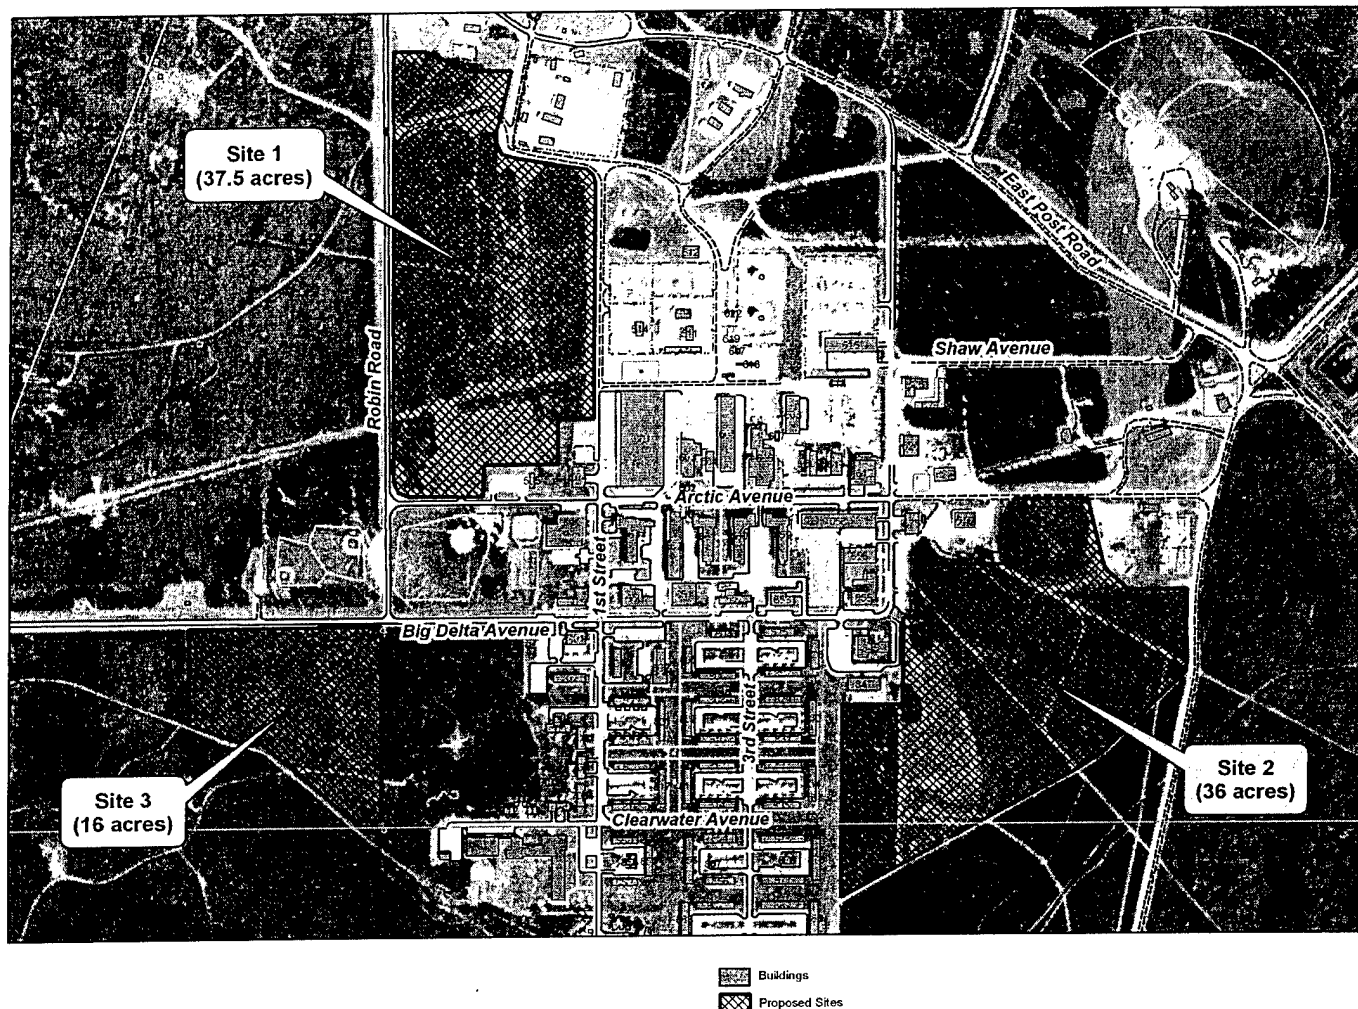 Site 1
(37.5 acres)
East Post Road
Robin Road
Shaw Avenue
Arctic Avenue
1st Street
Big Delta Avenue
3rd Street
Site 2
(36 acres)
Site 3
(16 acres)
Clearwater Avenue
Buildings
Proposed Sites